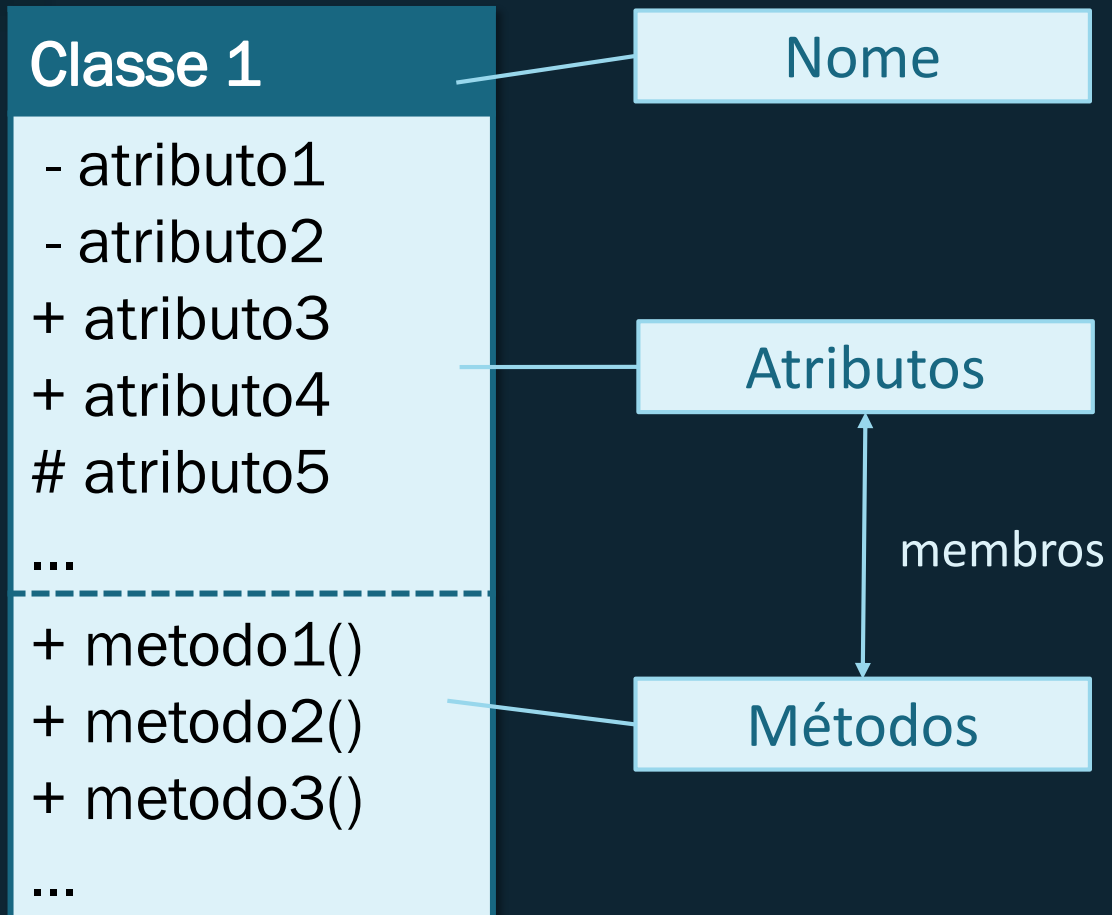 Classe 1
- atributo1
- atributo2
+ atributo3
+ atributo4
# atributo5
...
+ metodo1()
+ metodo2()
+ metodo3()
...
Nome
Atributos
membros
Métodos